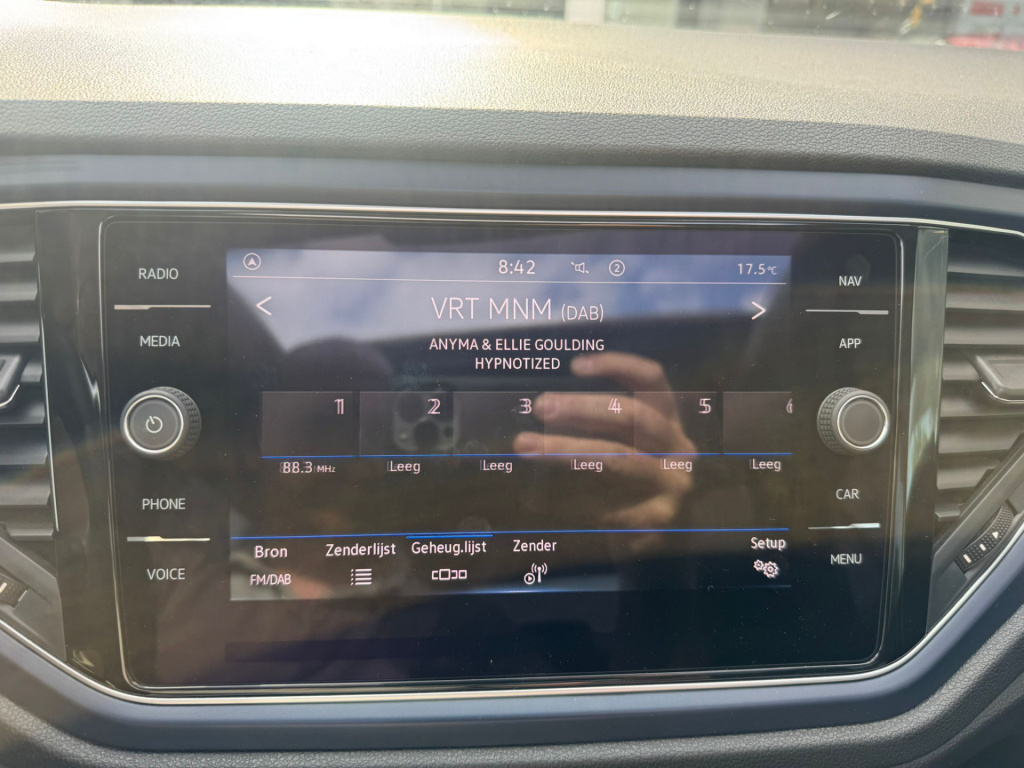 RADIO
MEDIA
PHONE
VOICE
8:42 2 17.5°C
VRT MNM (DAB)
ANYMA & ELLIE GOULDING
HYPNOTIZED
1 2 3 4 5 6
88.3 MHz Leeg Leeg Leeg Leeg Leeg
Bron Zenderlijst Geheug.lijst Zender Setup
FM/DAB
NAV
APP
CAR
MENU